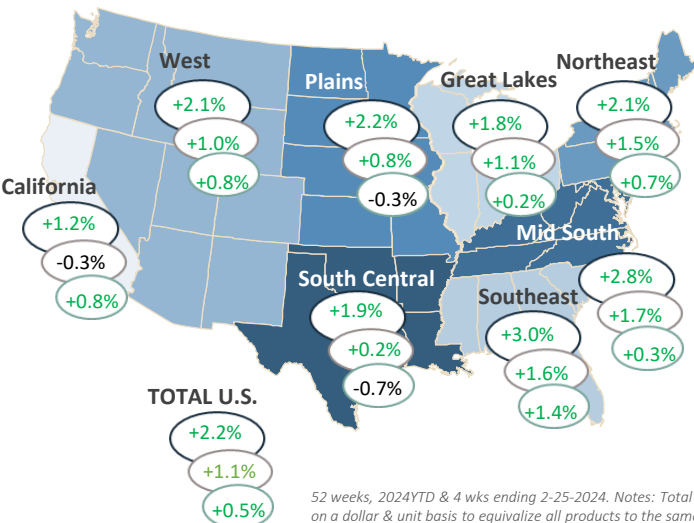 West
+2.1%
+1.0%
+0.8%
Plains
+2.2%
+0.8%
-0.3%
Great Lakes
+1.8%
+1.1%
+0.2%
Northeast
+2.1%
+1.5%
+0.7%
California
+1.2%
-0.3%
+0.8%
South Central
+1.9%
+0.2%
-0.7%
Southeast
+3.0%
+1.6%
+1.4%
Mid South
+2.8%
+1.7%
+0.3%
TOTAL U.S.
+2.2%
+1.1%
+0.5%
52 weeks, 2024YTD & 4 wks ending 2-25-2024. Notes: Total
on a dollar & unit basis to equivalize all products to the same